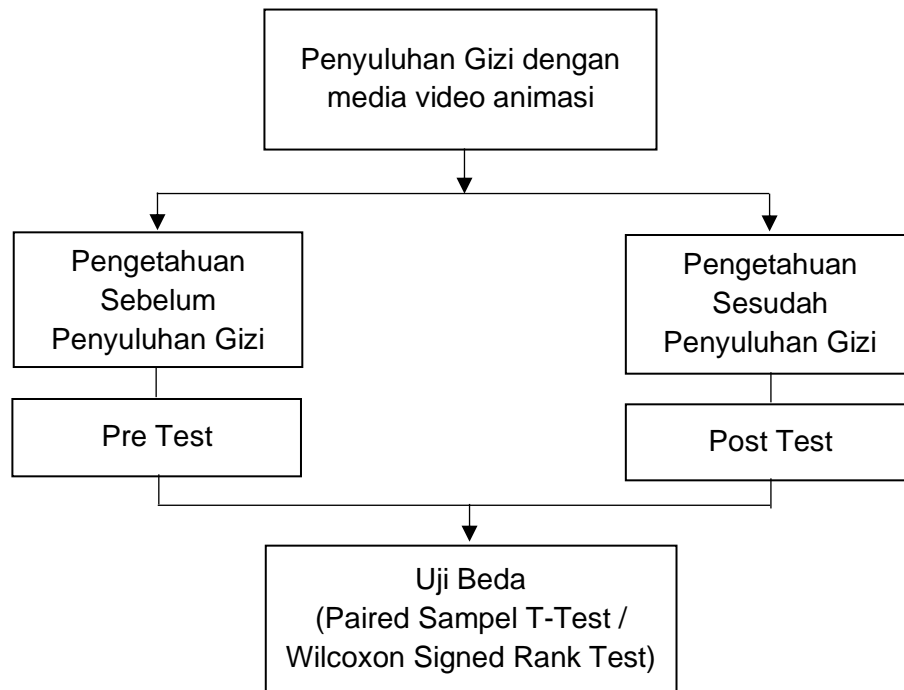 Penyuluhan Gizi dengan
media video animasi
Pengetahuan
Sebelum
Penyuluhan Gizi
Pengetahuan
Sesudah
Penyuluhan Gizi
Pre Test
Post Test
Uji Beda
(Paired Sampel T-Test /
Wilcoxon Signed Rank Test)